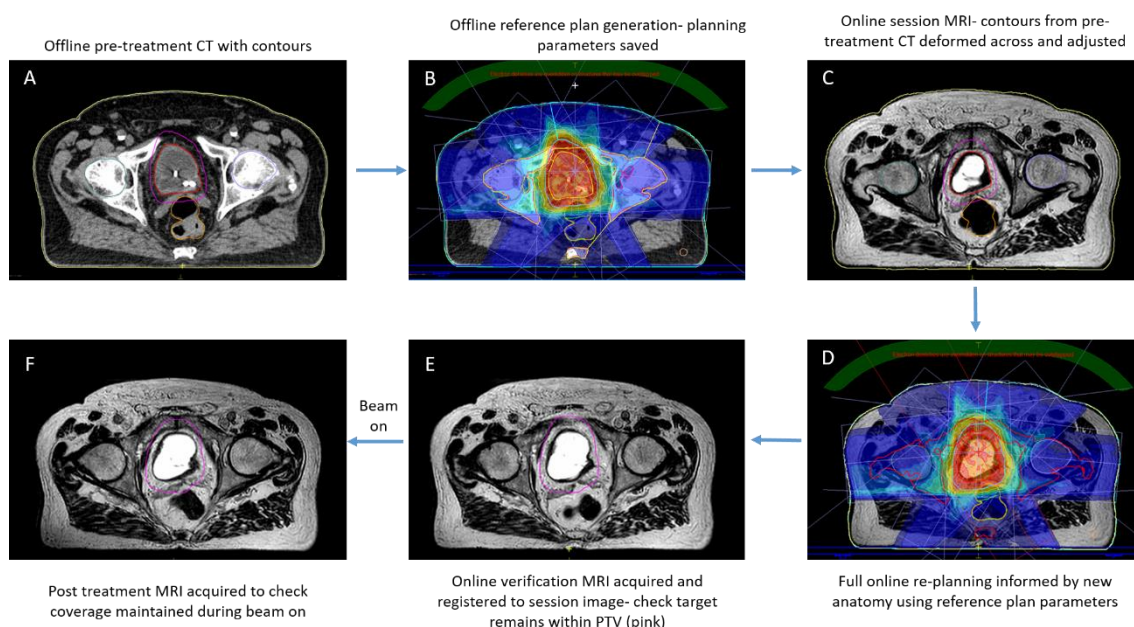 Offline pre-treatment CT with contours
Offline reference plan generation- planning
parameters saved
Online session MRI- contours from pre-
treatment CT deformed across and adjusted
A
B
C
F
E
D
Beam
on
Post treatment MRI acquired to check
coverage maintained during beam on
Online verification MRI acquired and
registered to session image- check target
remains within PTV (pink)
Full online re-planning informed by new
anatomy using reference plan parameters